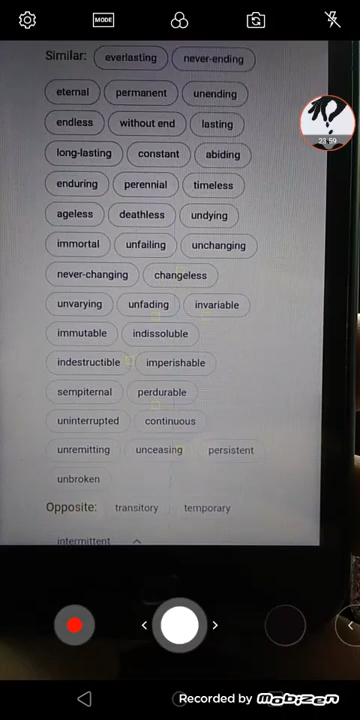 MODE
Similar: everlasting never-ending
eternal permanent unending
endless without end lasting
23:59
long-lasting constant abiding
enduring perennial timeless
ageless deathless undying
immortal unfailing unchanging
never-changing changeless
unvarying unfading invariable
immutable indissoluble
indestructible imperishable
sempiternal perdurable
uninterrupted continuous
unremitting unceasing persistent
unbroken
Opposite: transitory temporary
intermittent
Recorded by Mobizen